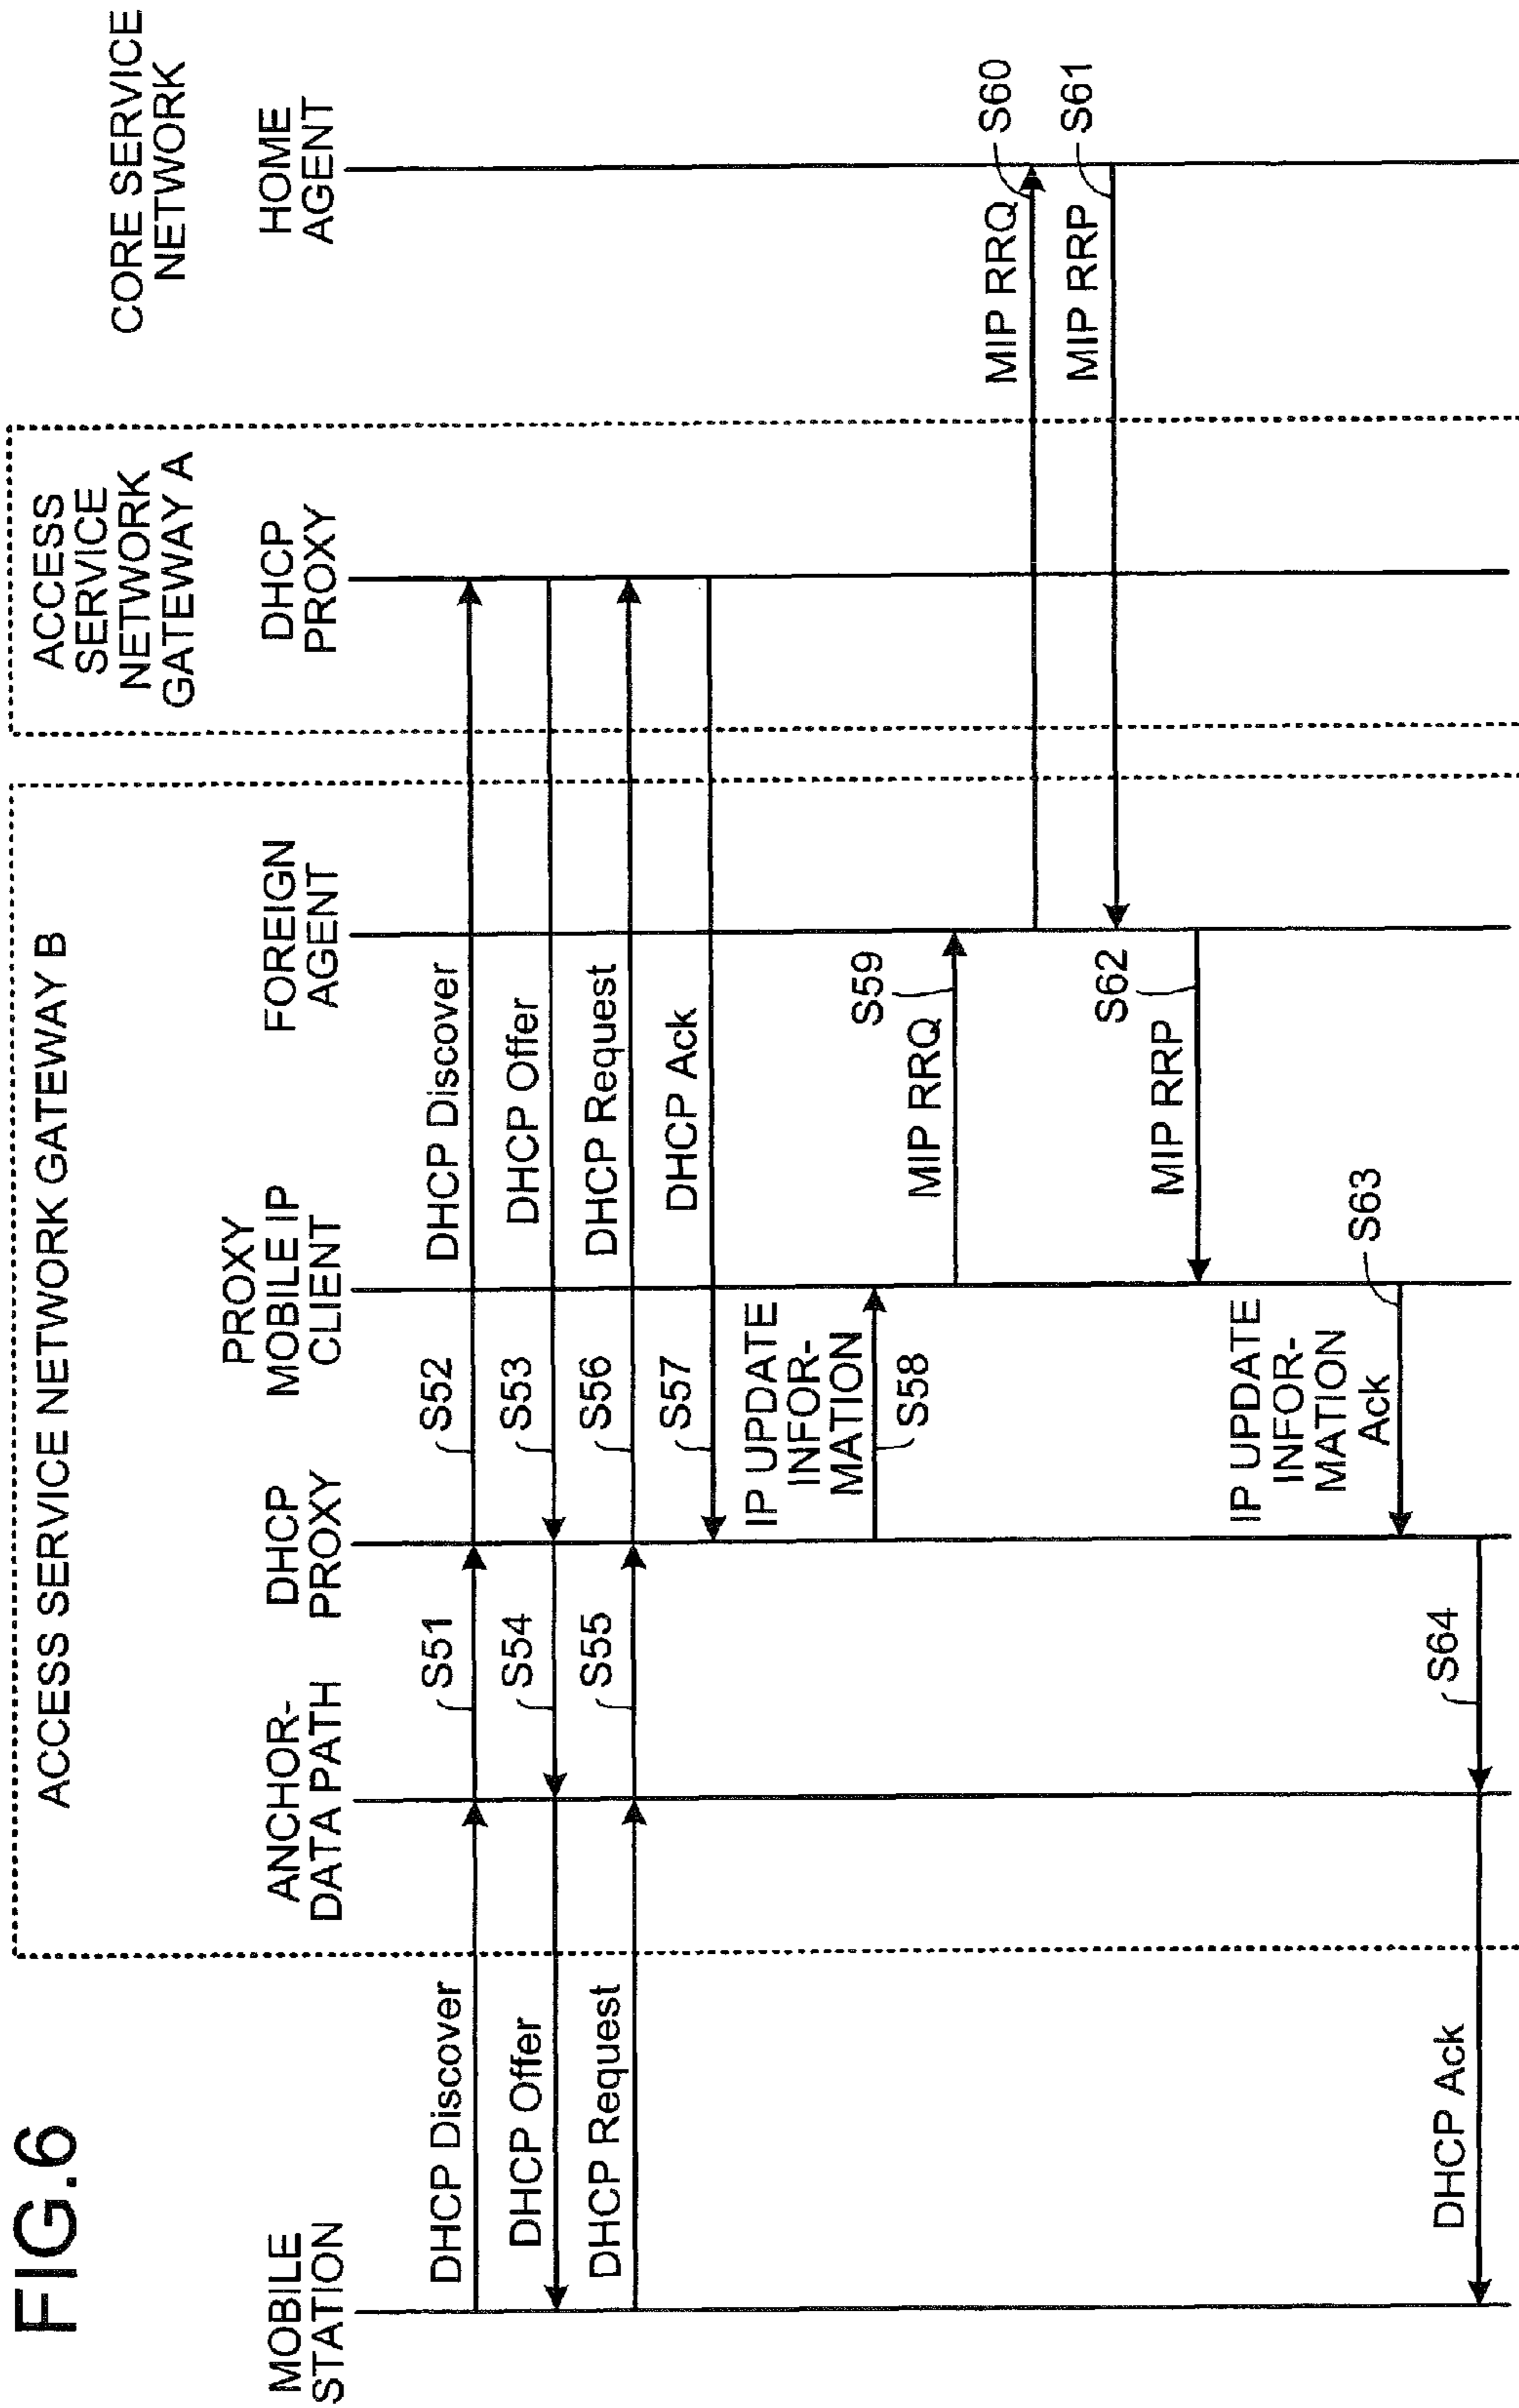 FIG.6
ACCESS SERVICE NETWORK GATEWAY B
ACCESS
SERVICE
NETWORK
GATEWAY A
CORE SERVICE
NETWORK
MOBILE
STATION
ANCHOR-
DATA PATH
DHCP
PROXY
PROXY
MOBILE IP
CLIENT
FOREIGN
AGENT
DHCP
PROXY
HOME
AGENT
DHCP Discover
S51
S52
DHCP Discover
DHCP Offer
S54
S53
DHCP Offer
DHCP Request
S55
S56
DHCP Request
S57
DHCP Ack
IP UPDATE
INFOR-
MATION
S58
MIP RRQ
S59
MIP RRQ
S60
MIP RRP
S61
S62
MIP RRP
IP UPDATE
INFOR-
MATION
Ack
S63
DHCP Ack
S64